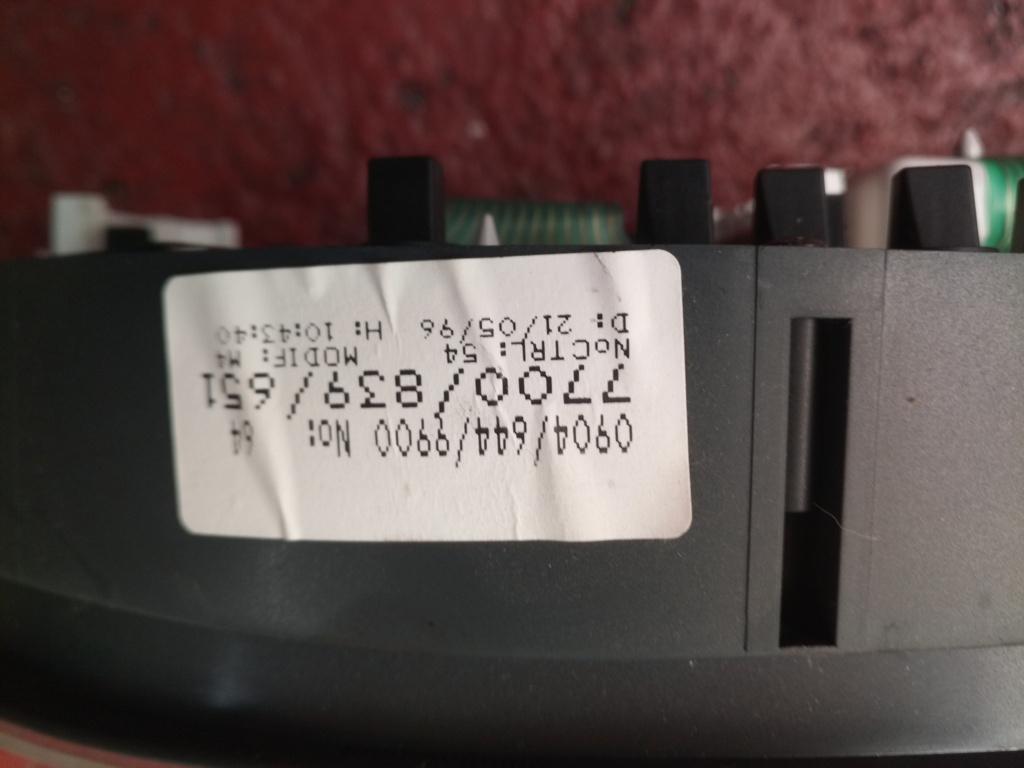 0904/644/9900 No: 64
7700/839/651
NoCTRL: 54 MODIF: M4
D: 21/05/96 H: 10:43:40